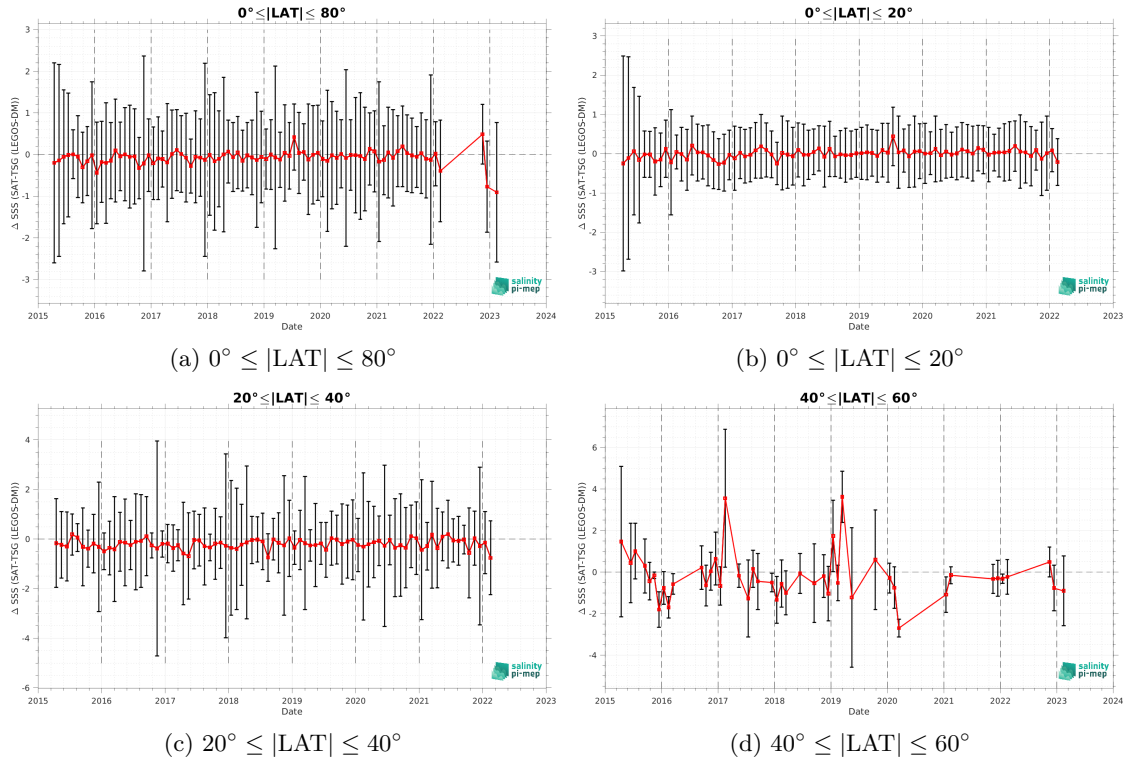 0°≤|LAT|≤ 80°
Δ SSS (SAT-TSG (LEGOS-DM))
3
2
1
0
-1
-2
-3
2015 2016 2017 2018 2019 2020 2021 2022 2023 2024
Date
salinity
pi-mep
(a) 0° ≤ |LAT| ≤ 80°
0°≤|LAT|≤ 20°
Δ SSS (SAT-TSG (LEGOS-DM))
3
2
1
0
-1
-2
-3
2015 2016 2017 2018 2019 2020 2021 2022 2023
Date
salinity
pi-mep
(b) 0° ≤ |LAT| ≤ 20°
20°≤|LAT|≤ 40°
Δ SSS (SAT-TSG (LEGOS-DM))
4
2
0
-2
-4
-6
2015 2016 2017 2018 2019 2020 2021 2022 2023
Date
salinity
pi-mep
(c) 20° ≤ |LAT| ≤ 40°
40°≤|LAT|≤ 60°
Δ SSS (SAT-TSG (LEGOS-DM))
6
4
2
0
-2
-4
2015 2016 2017 2018 2019 2020 2021 2022 2023 2024
Date
salinity
pi-mep
(d) 40° ≤ |LAT| ≤ 60°